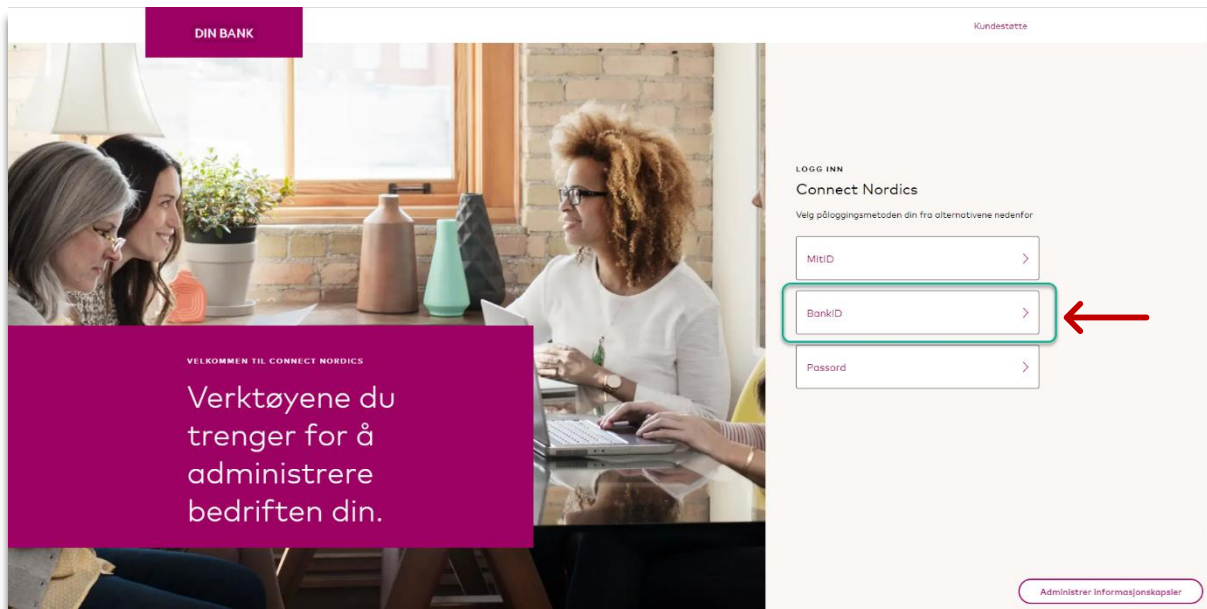 DIN BANK
Kundestøtte
LOGG INN
Connect Nordics
Velg påloggingsmetoden din fra alternativene nedenfor
MitID
BankID
Passord
VELKOMMEN TIL CONNECT NORDICS
Verktøyene du
trenger for å
administrere
bedriften din.
Administrer informasjonskapsler